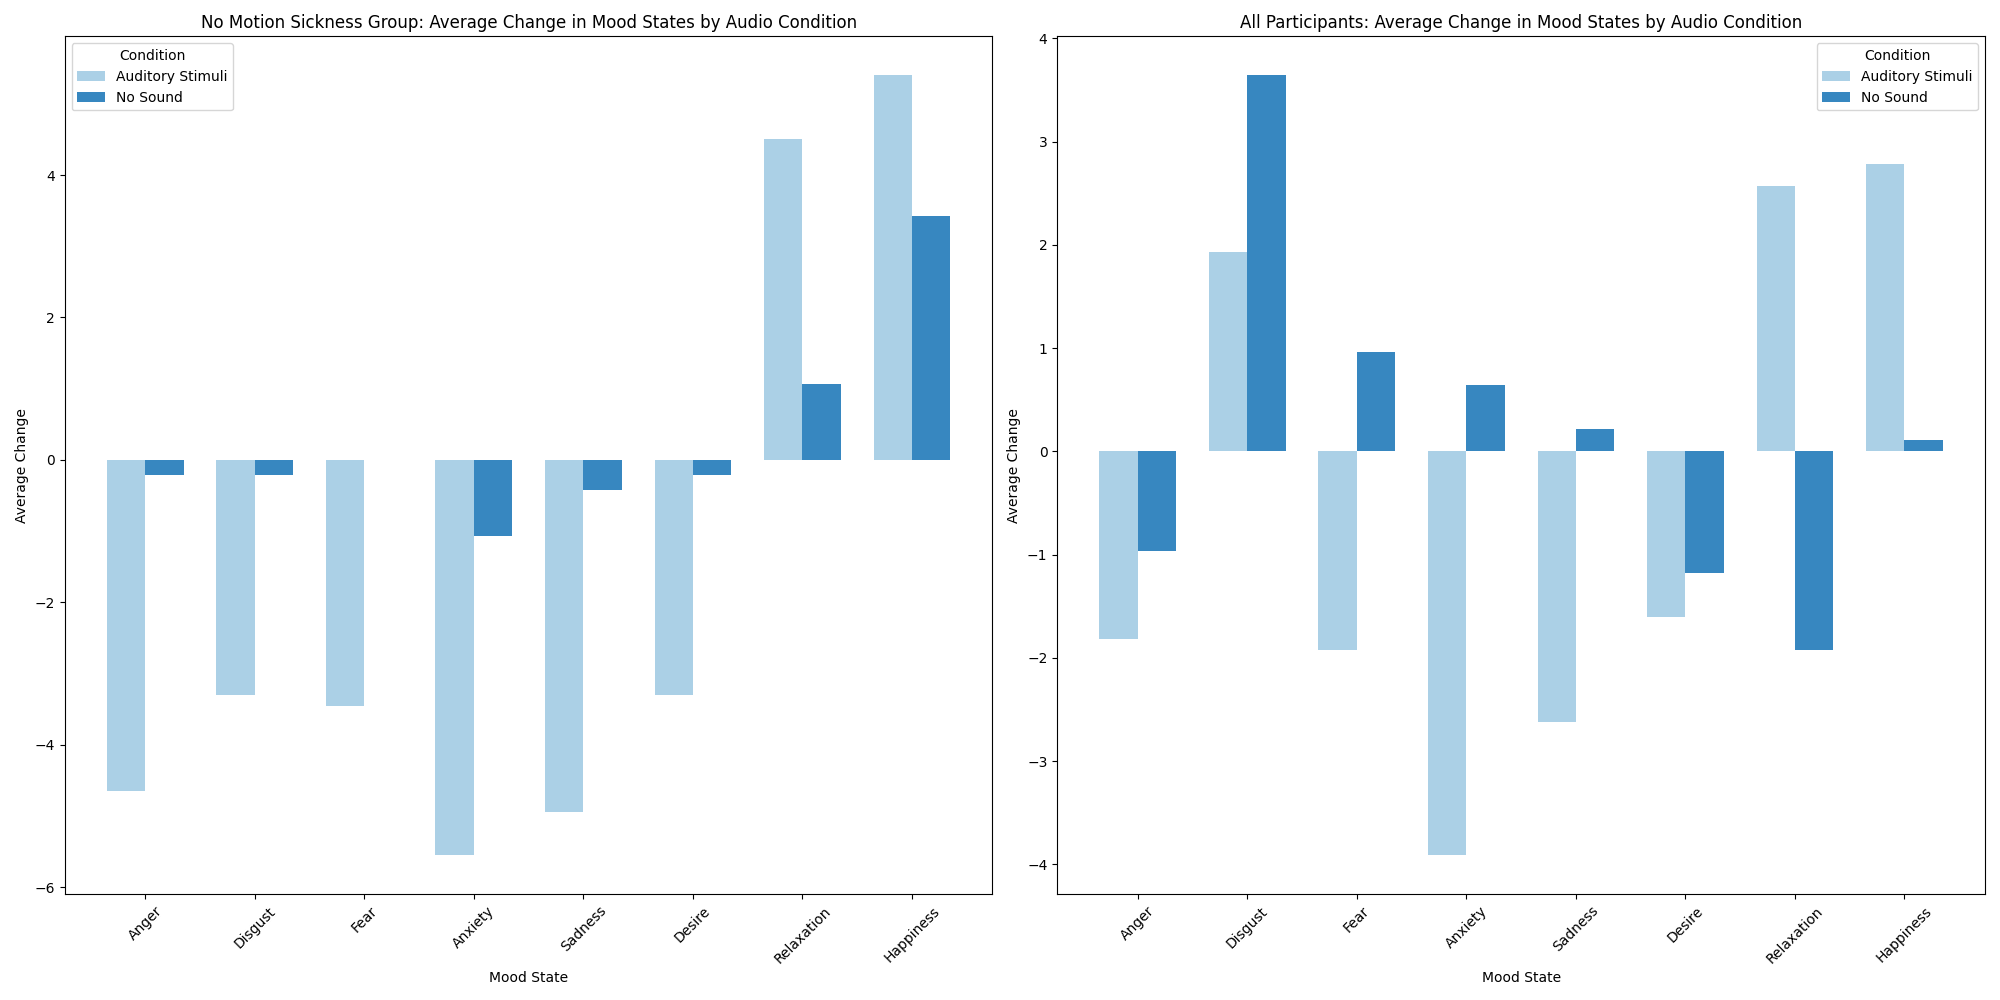 No Motion Sickness Group: Average Change in Mood States by Audio Condition
Condition
Auditory Stimuli
No Sound
Average Change
4
2
0
−2
−4
−6
Anger
Disgust
Fear
Anxiety
Sadness
Desire
Relaxation
Happiness
Mood State
All Participants: Average Change in Mood States by Audio Condition
Condition
Auditory Stimuli
No Sound
Average Change
4
3
2
1
0
−1
−2
−3
−4
Anger
Disgust
Fear
Anxiety
Sadness
Desire
Relaxation
Happiness
Mood State